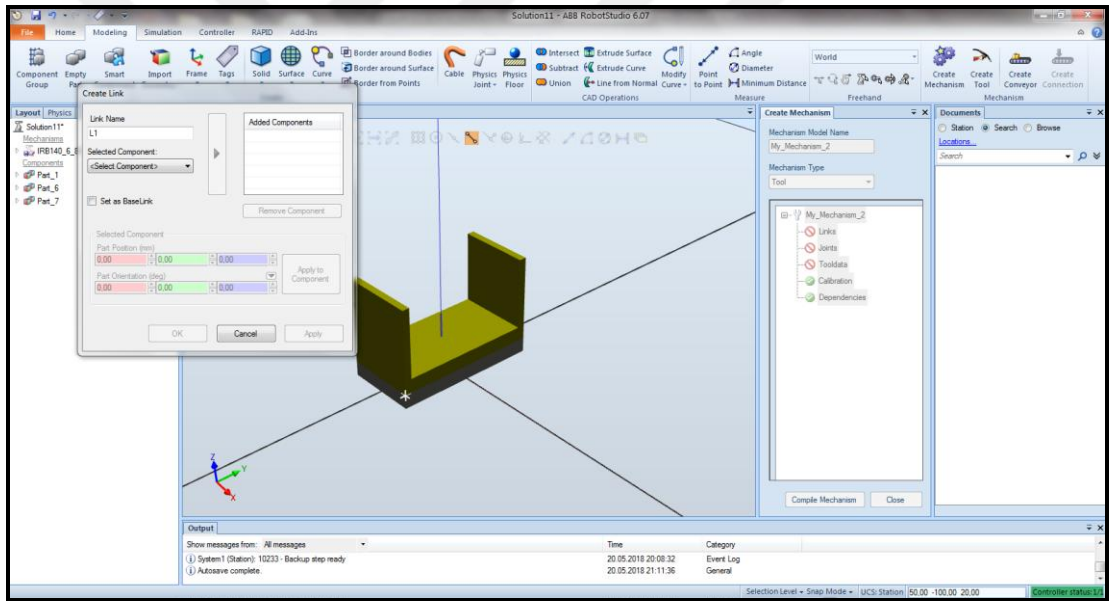 Solution11 - ABB RobotStudio 6.07
File Home Modeling Simulation Controller RAPID Add-Ins
Component Group
Empty
Smart
Import
Frame
Tags
Solid
Surface
Curve
Border around Bodies
Border around Surface
Border from Points
Cable
Physics Joint
Physics Floor
Intersect
Extrude Surface
Subtract
Extrude Curve
Union
Line from Normal
Modify Curve
CAD Operations
Point to Point
Angle
Diameter
Minimum Distance
Measure
World
Freehand
Create Mechanism
Create Tool
Create Conveyor
Create Connection
Mechanism
Create Link
Link Name
L1
Selected Component:
<Select Component>
Set as BaseLink
Added Components
Remove Component
Selected Component
Part Position (mm)
0,00 0,00 0,00
Part Orientation (deg)
0,00 0,00 0,00
Apply to Component
OK Cancel Apply
Layout Physics
Solution11*
Mechanisms
Components
Part_1
Part_6
Part_7
Z
Y
X
Create Mechanism
Mechanism Model Name
My_Mechanism_2
Mechanism Type
Tool
My_Mechanism_2
Links
Joints
Tooldata
Calibration
Dependencies
Compile Mechanism Close
Documents
Station Search Browse
Locations...
Search
Output
Show messages from: All messages Time Category
System1 (Station): 10233 - Backup step ready 20.05.2018 20:08:32 Event Log
Autosave complete. 20.05.2018 21:11:36 General
Selection Level Snap Mode UCS: Station 50,00 -100,00 20,00 Controller status: 1/1